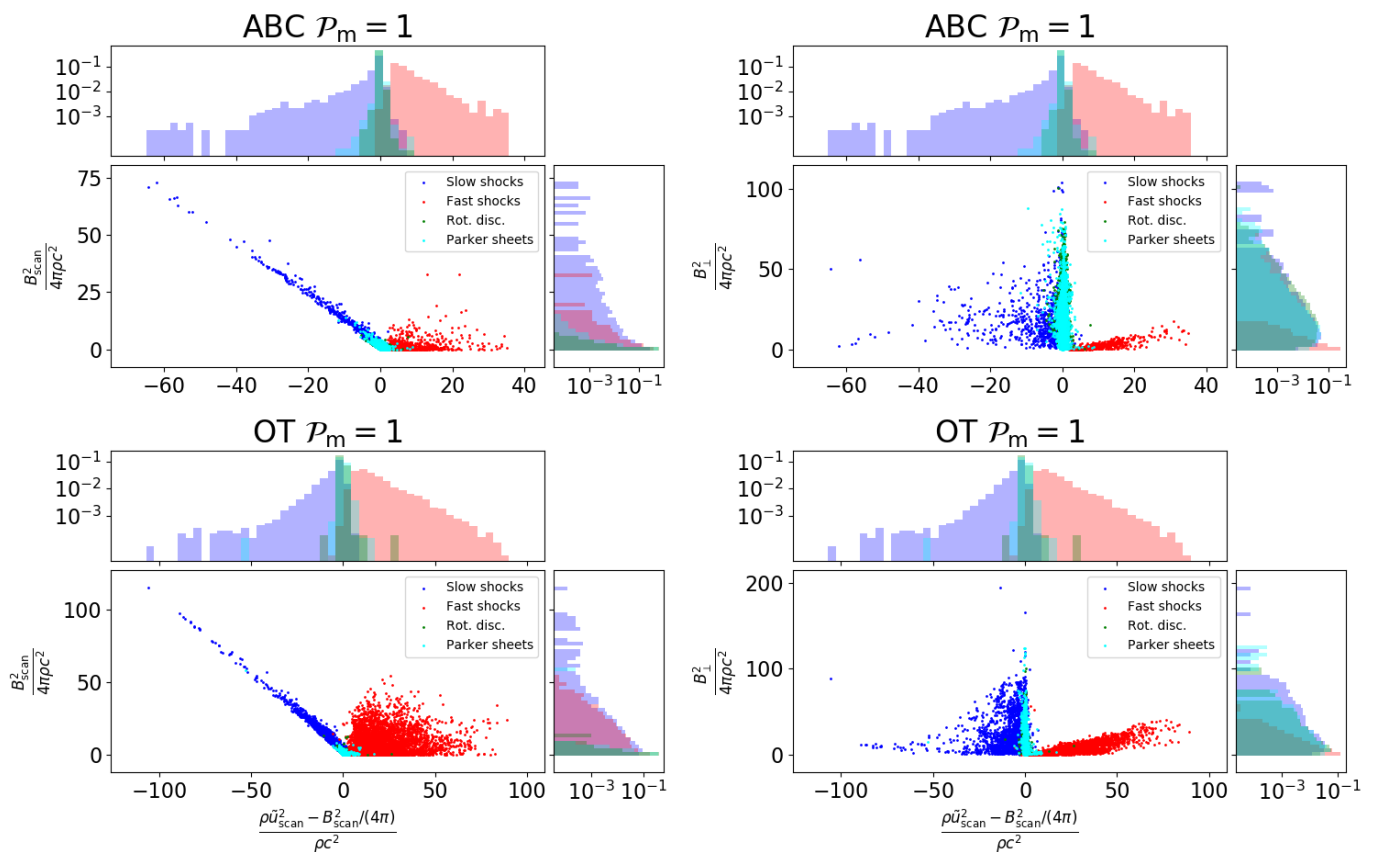 ABC 𝒫m = 1
10⁻¹
10⁻²
10⁻³
75
50
25
0
B²scan / 4πρc²
Slow shocks
Fast shocks
Rot. disc.
Parker sheets
−60 −40 −20 0 20 40
10⁻³ 10⁻¹
ABC 𝒫m = 1
10⁻¹
10⁻²
10⁻³
100
50
0
B²⊥ / 4πρc²
Slow shocks
Fast shocks
Rot. disc.
Parker sheets
−60 −40 −20 0 20 40
10⁻³ 10⁻¹
OT 𝒫m = 1
10⁻¹
10⁻²
10⁻³
100
50
0
B²scan / 4πρc²
Slow shocks
Fast shocks
Rot. disc.
Parker sheets
−100 −50 0 50 100
10⁻³ 10⁻¹
ρũ²scan − B²scan/(4π) / ρc²
OT 𝒫m = 1
10⁻¹
10⁻²
10⁻³
200
100
0
B²⊥ / 4πρc²
Slow shocks
Fast shocks
Rot. disc.
Parker sheets
−100 −50 0 50 100
10⁻³ 10⁻¹
ρũ²scan − B²scan/(4π) / ρc²